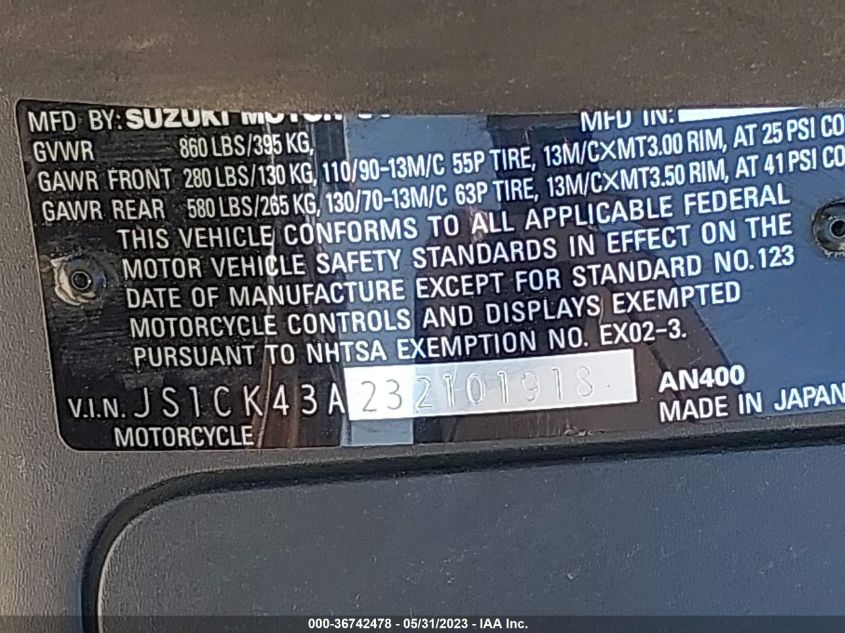 MFD BY: SUZUKI MOTOR MFD IN:
GVWR 860 LBS/395 KG,
GAWR FRONT 280 LBS/130 KG, 110/90-13M/C 55P TIRE, 13M/C×MT3.00 RIM, AT 25 PSI CO
GAWR REAR 580 LBS/265 KG, 130/70-13M/C 63P TIRE, 13M/C×MT3.50 RIM, AT 41 PSI CO
THIS VEHICLE CONFORMS TO ALL APPLICABLE FEDERAL
MOTOR VEHICLE SAFETY STANDARDS IN EFFECT ON THE
DATE OF MANUFACTURE EXCEPT FOR STANDARD NO. 123
MOTORCYCLE CONTROLS AND DISPLAYS EXEMPTED
PURSUANT TO NHTSA EXEMPTION NO. EX02-3.
V.I.N. JS1CK43A232101918. AN400
MOTORCYCLE MADE IN JAPAN
000-36742478 - 05/31/2023 - IAA Inc.